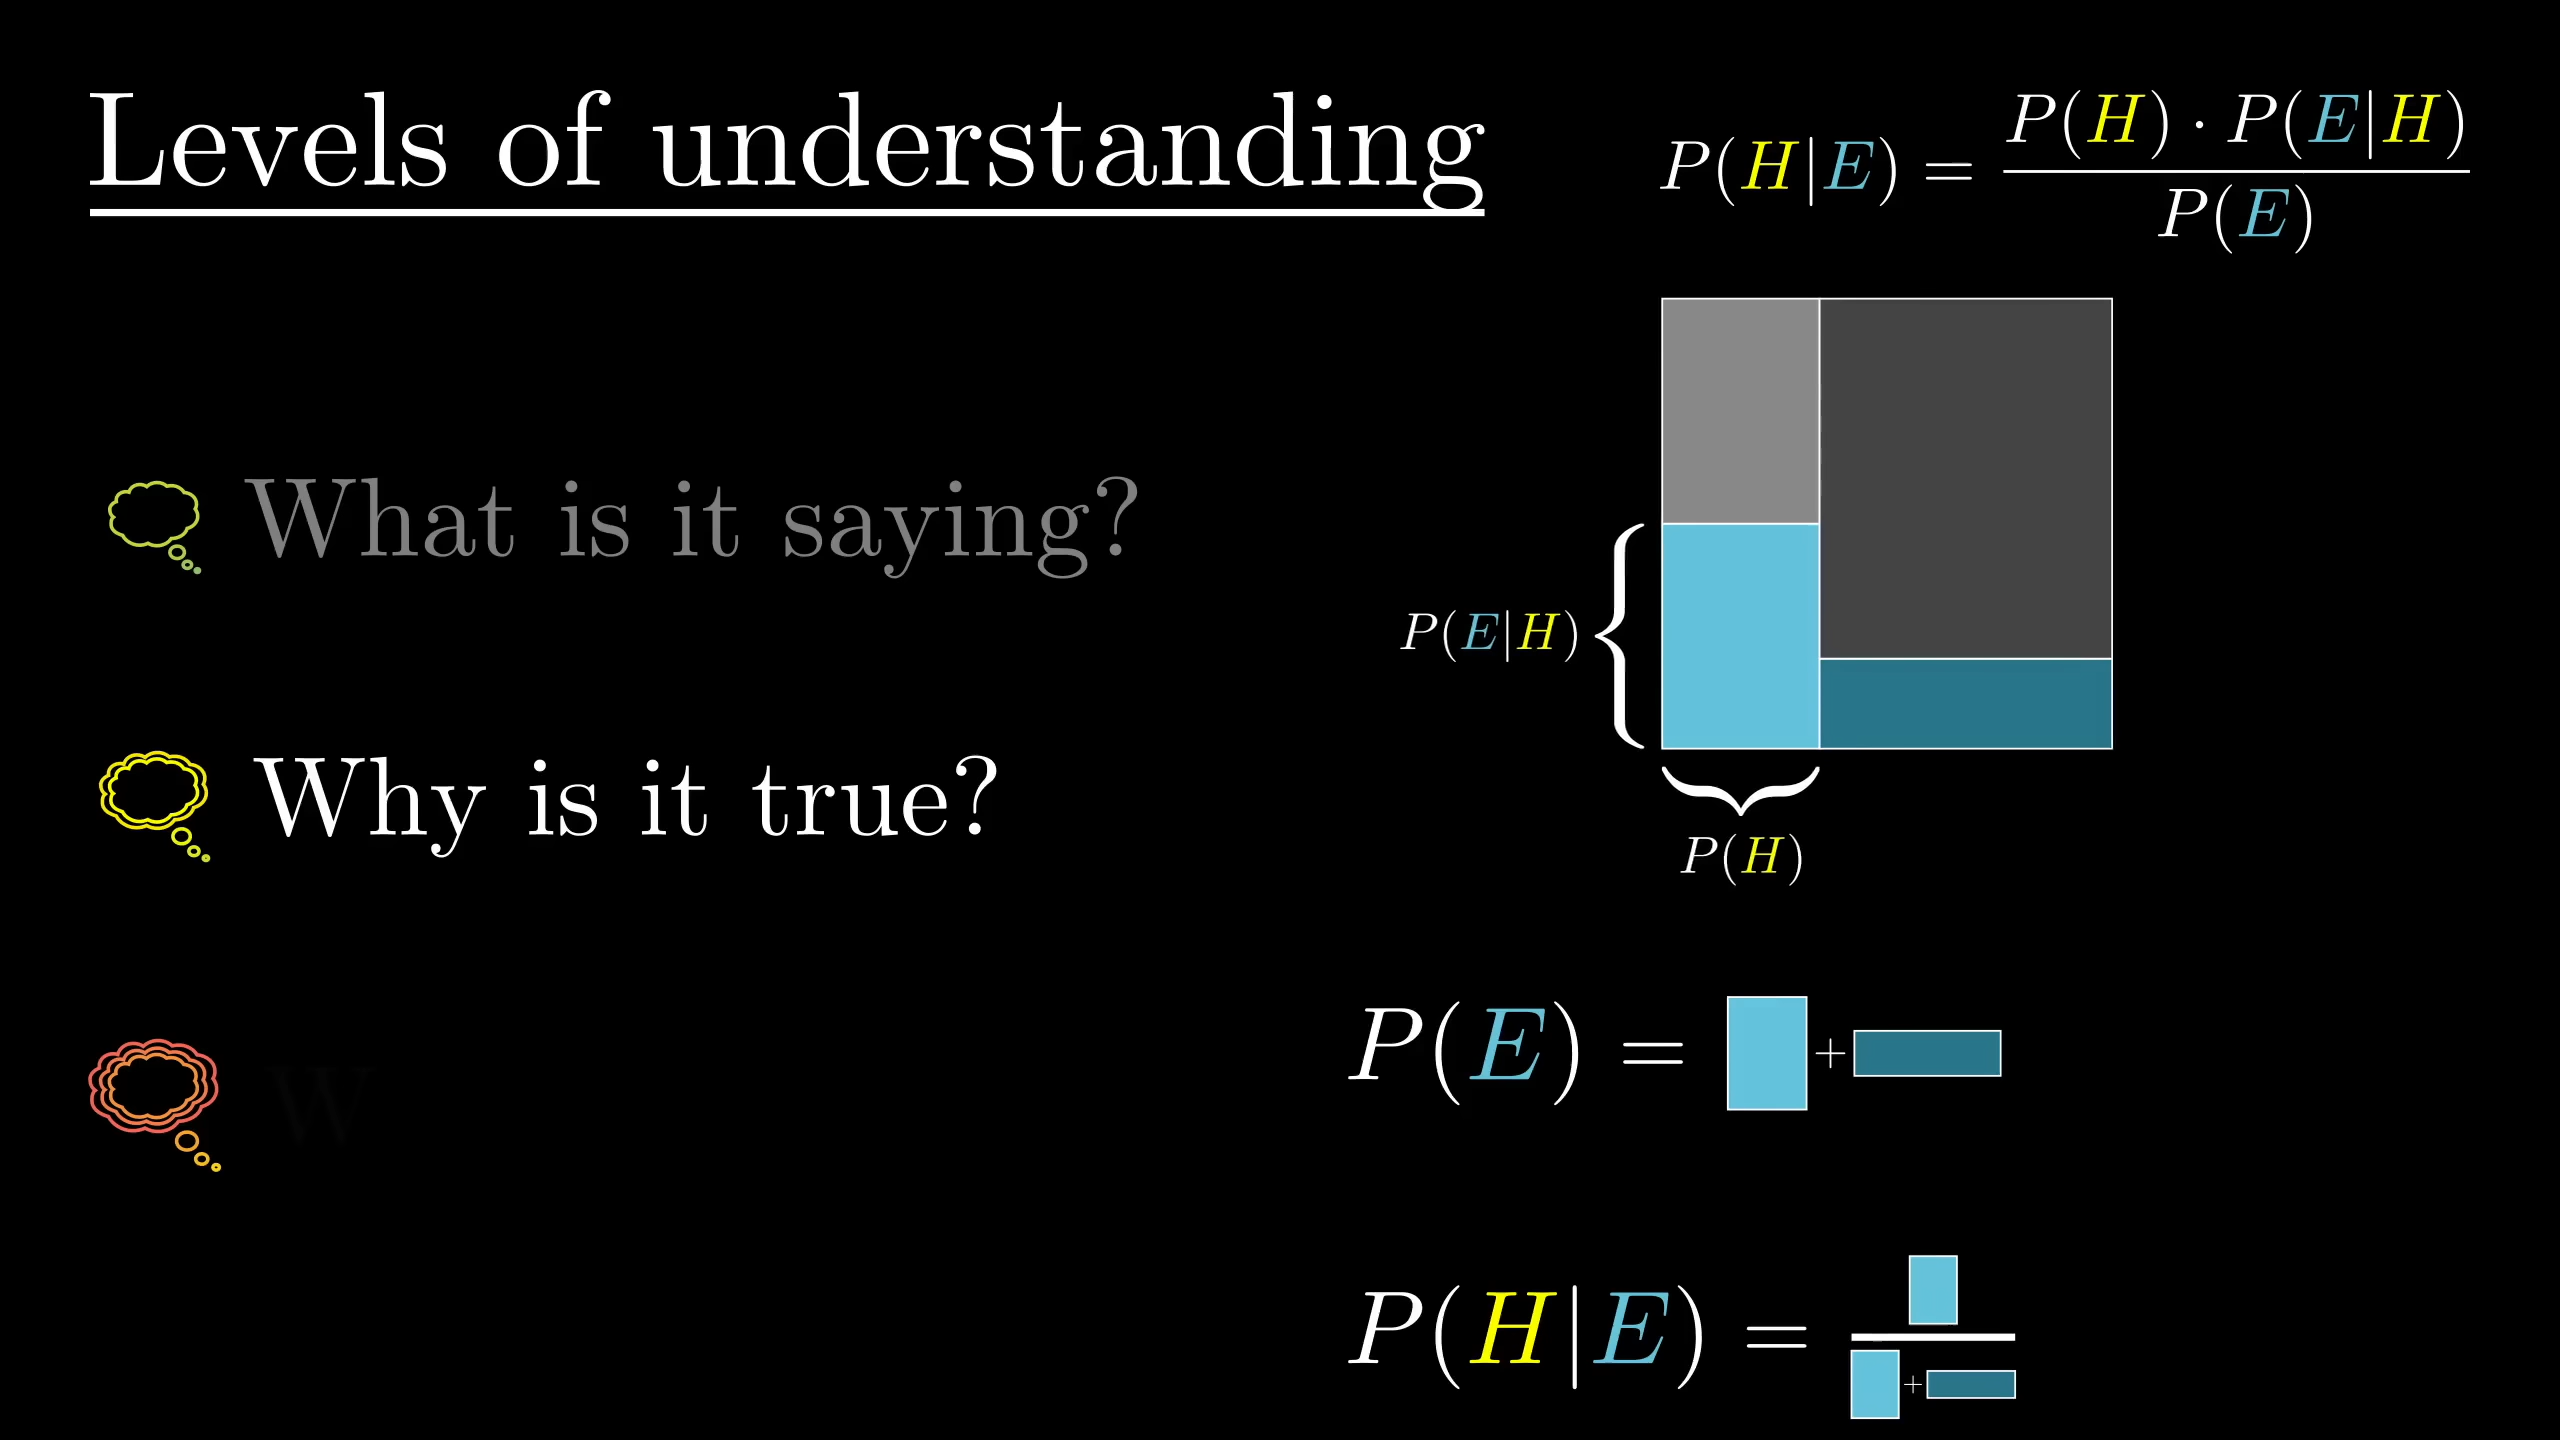 Levels of understanding
P(H|E) = P(H) · P(E|H) / P(E)
What is it saying?
P(E|H)
Why is it true?
P(H)
P(E) = +
W
P(H|E) = +